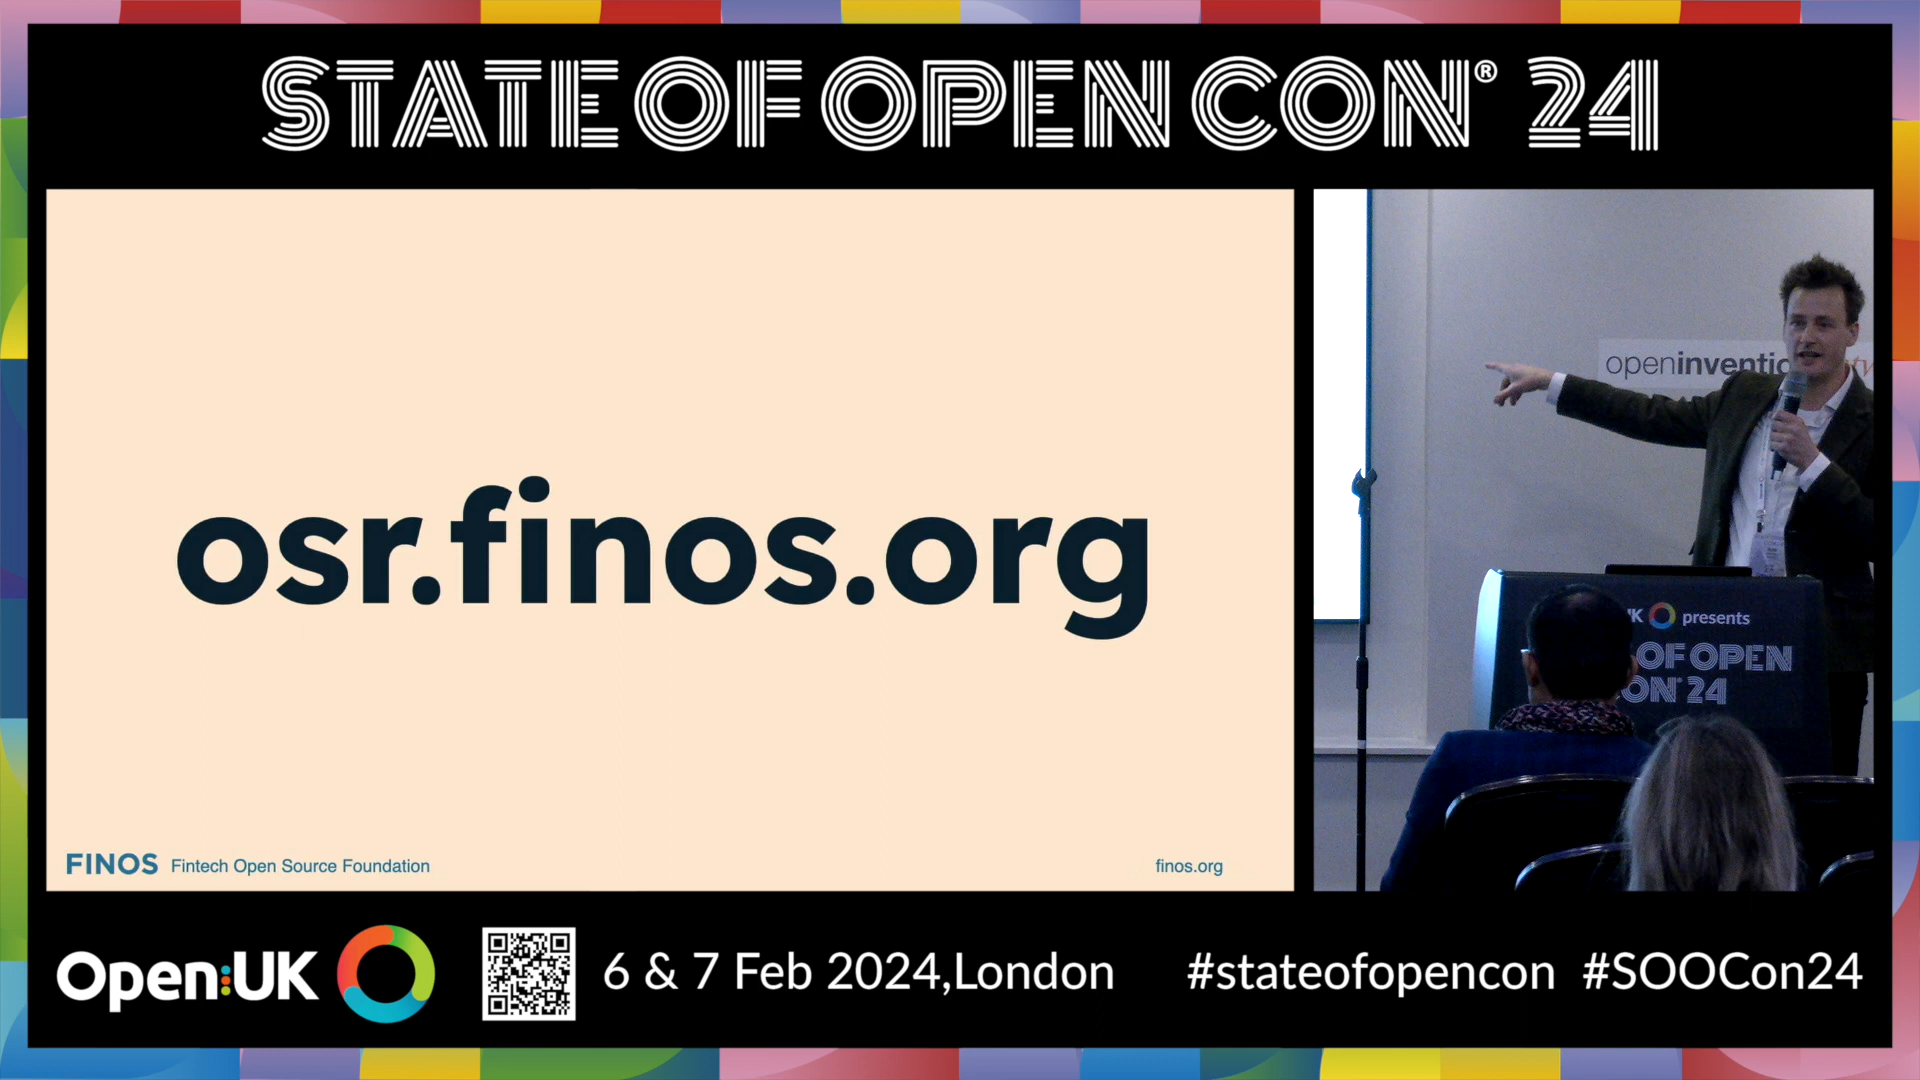 STATE OF OPEN CON® 24
osr.finos.org
FINOS Fintech Open Source Foundation
finos.org
openinventio
presents
OF OPEN
24
Open:UK
6 & 7 Feb 2024,London
#stateofopencon #SOOCon24